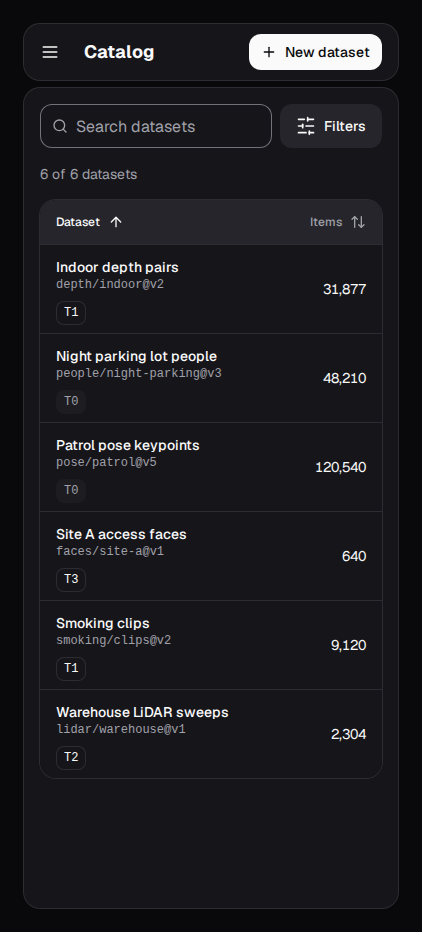 Catalog
New dataset
Search datasets
Filters
6 of 6 datasets
Dataset Items
Indoor depth pairs
depth/indoor@v2
31,877
T1
Night parking lot people
people/night-parking@v3
48,210
T0
Patrol pose keypoints
pose/patrol@v5
120,540
T0
Site A access faces
faces/site-a@v1
640
T3
Smoking clips
smoking/clips@v2
9,120
T1
Warehouse LiDAR sweeps
lidar/warehouse@v1
2,304
T2